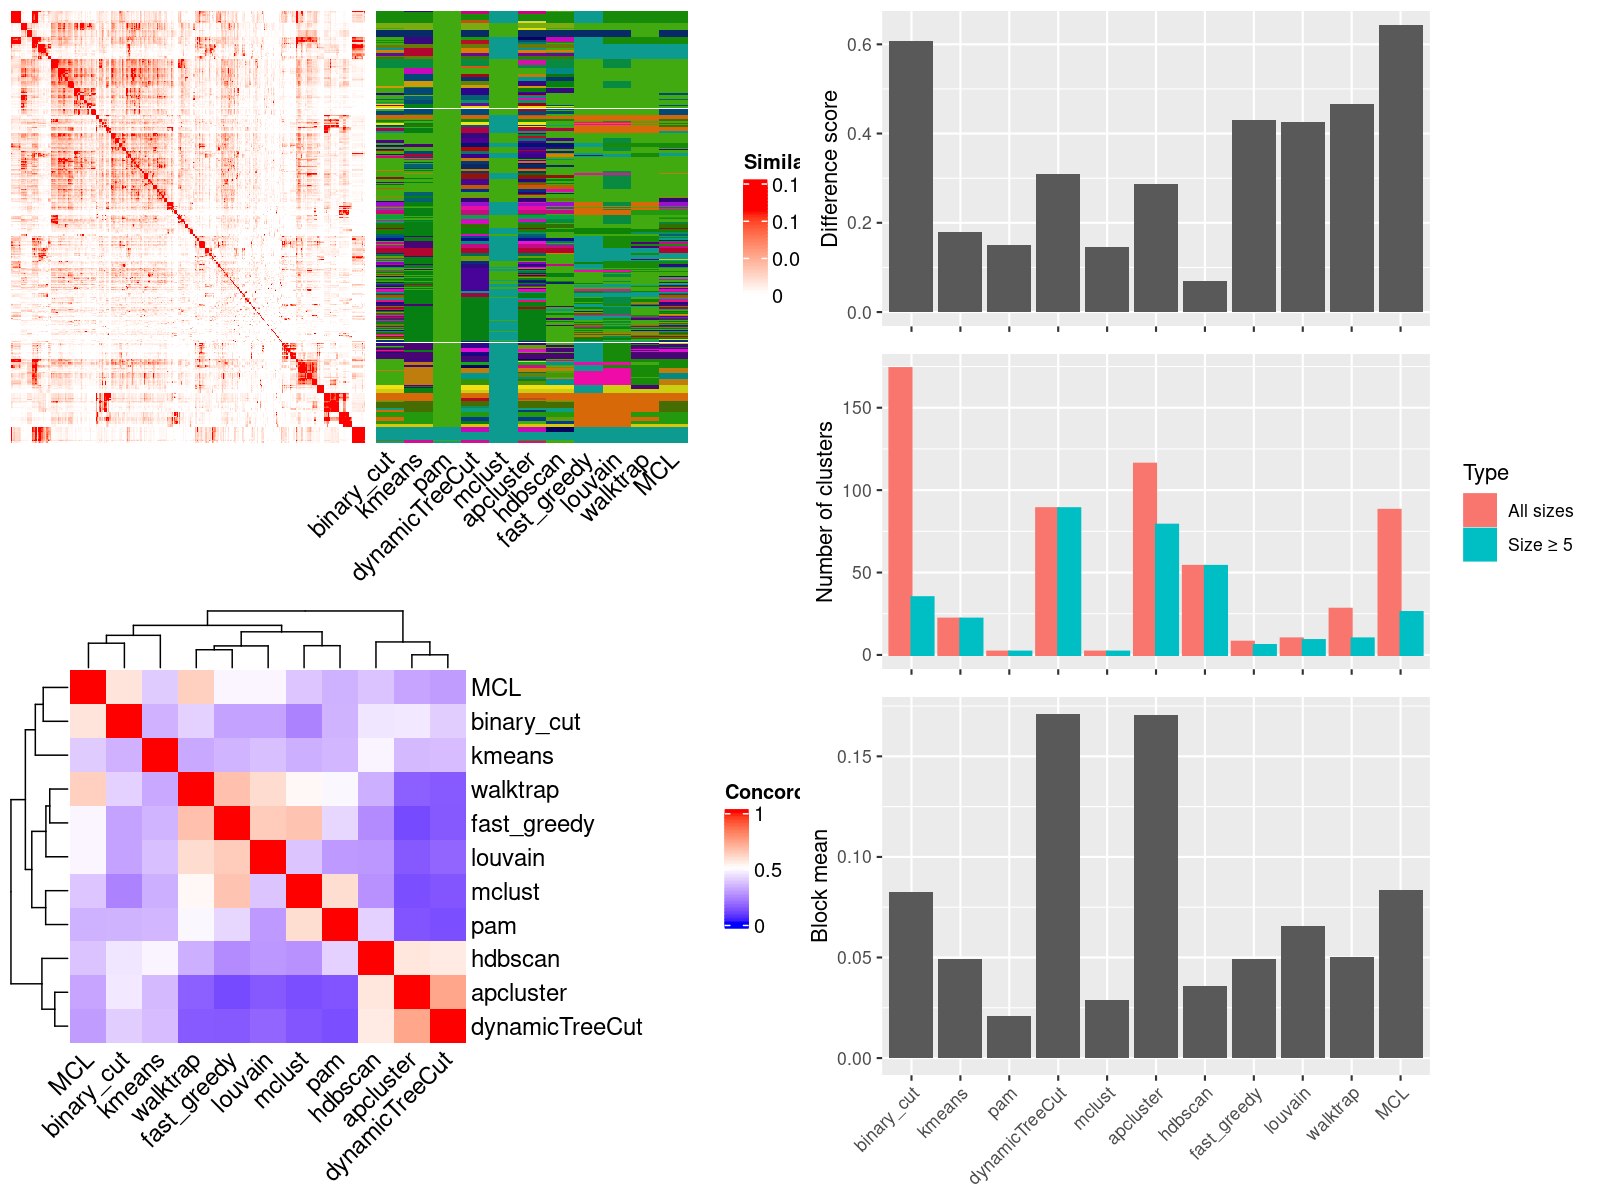 Simila
0.1
0.1
0.0
0
binary_cut
kmeans
pam
dynamicTreeCut
mclust
apcluster
hdbscan
fast_greedy
louvain
walktrap
MCL
MCL
binary_cut
kmeans
walktrap
fast_greedy
louvain
mclust
pam
hdbscan
apcluster
dynamicTreeCut
MCL
binary_cut
kmeans
walktrap
fast_greedy
louvain
mclust
pam
hdbscan
apcluster
dynamicTreeCut
Concord
1
0.5
0
Difference score
0.6
0.4
0.2
0.0
Number of clusters
150
100
50
0
Type
All sizes
Size ≥ 5
Block mean
0.15
0.10
0.05
0.00
binary_cut
kmeans
pam
dynamicTreeCut
mclust
apcluster
hdbscan
fast_greedy
louvain
walktrap
MCL